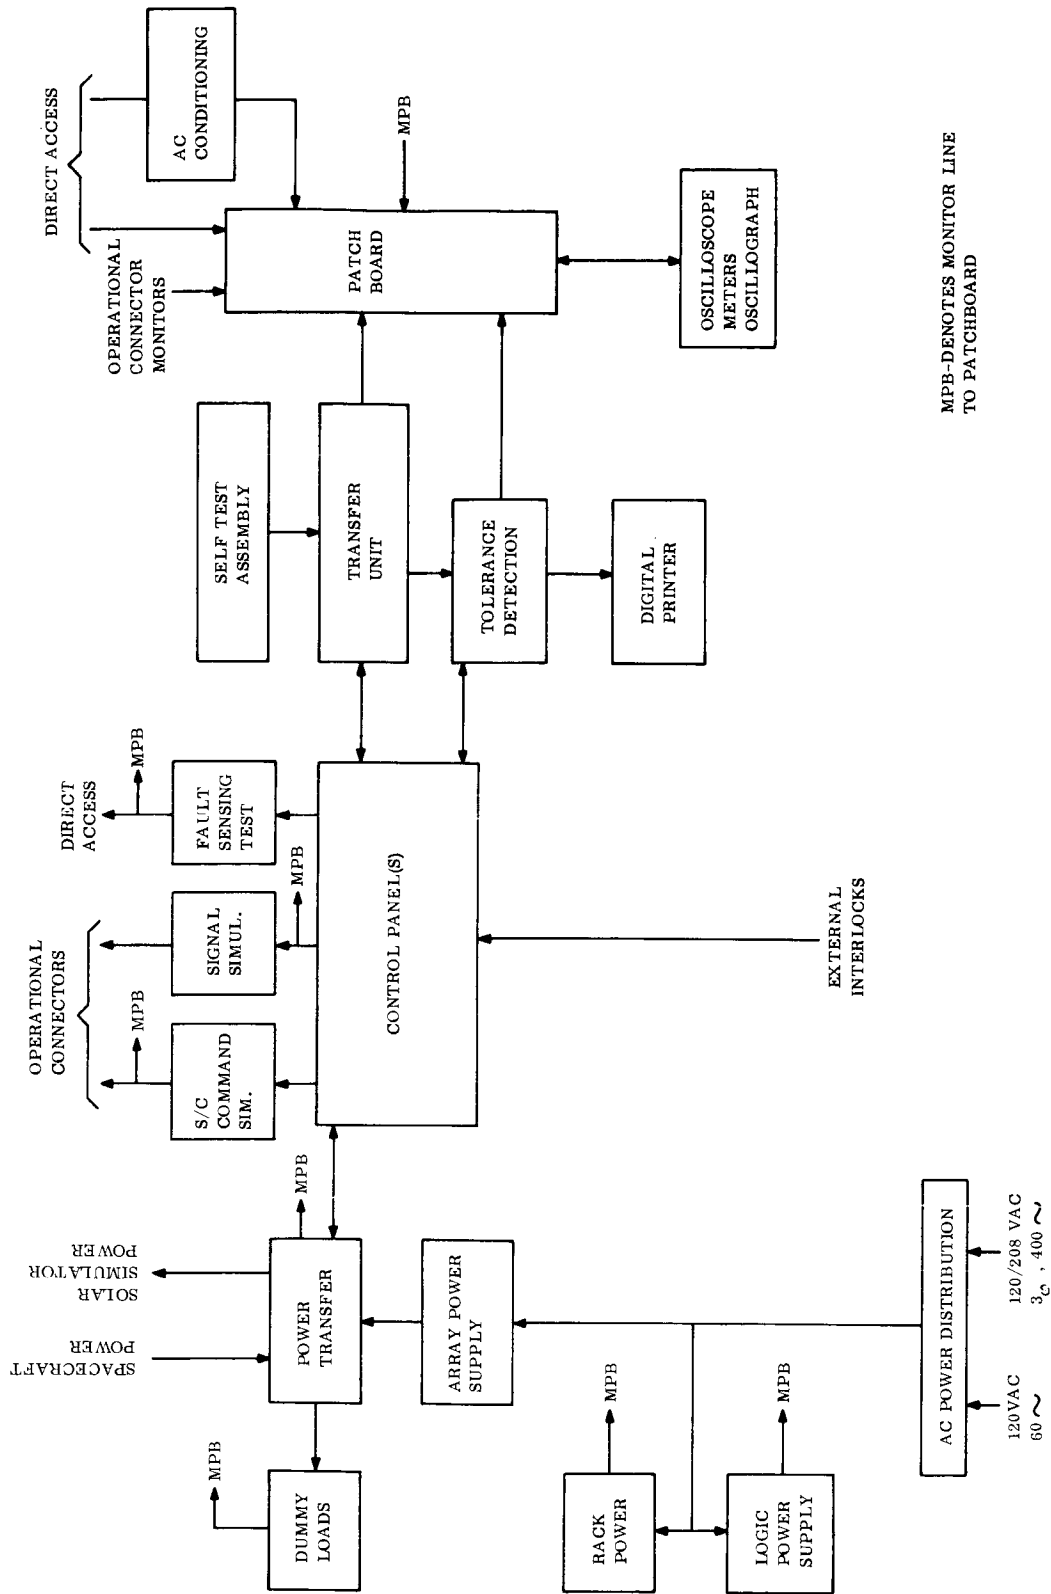 SPACECRAFT
POWER
SOLAR
SIMULATOR
POWER
OPERATIONAL
CONNECTORS
DIRECT
ACCESS
OPERATIONAL
CONNECTOR
MONITORS
DIRECT ACCESS
MPB
DUMMY
LOADS
POWER
TRANSFER
MPB
MPB
S/C
COMMAND
SIM.
SIGNAL
SIMUL.
MPB
FAULT
SENSING
TEST
MPB
SELF TEST
ASSEMBLY
AC
CONDITIONING
ARRAY POWER
SUPPLY
CONTROL PANEL(S)
TRANSFER
UNIT
PATCH
BOARD
MPB
TOLERANCE
DETECTION
RACK
POWER
MPB
LOGIC
POWER
SUPPLY
MPB
DIGITAL
PRINTER
OSCILLOSCOPE
METERS
OSCILLOGRAPH
EXTERNAL
INTERLOCKS
AC POWER DISTRIBUTION
120VAC
60 ~
120/208 VAC
, 400 ~
MPB-DENOTES MONITOR LINE
TO PATCHBOARD